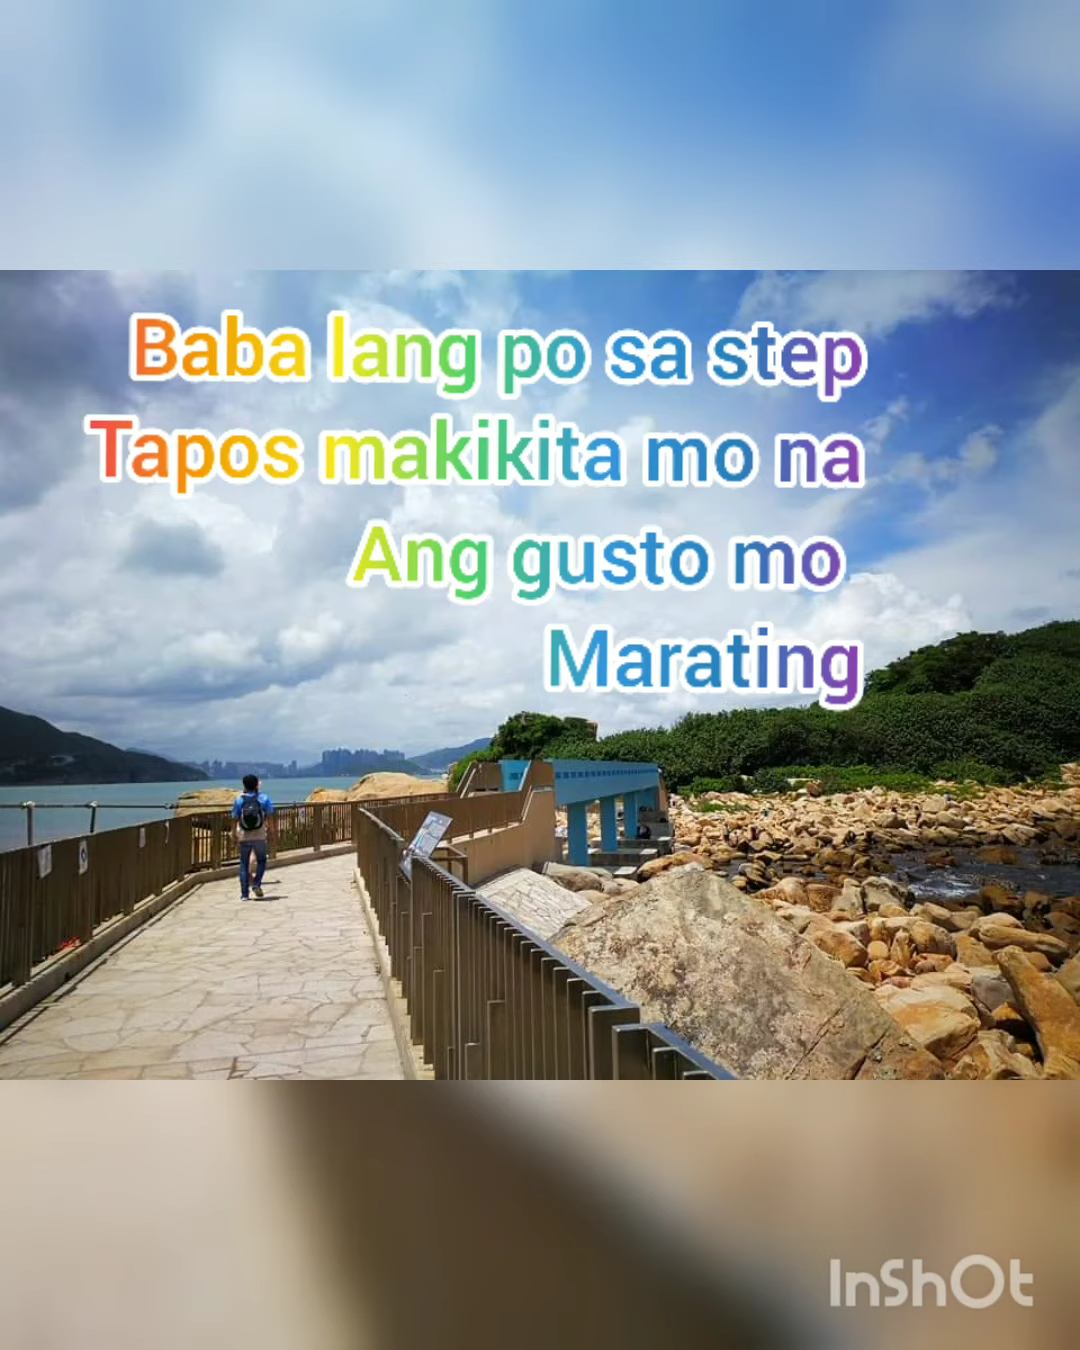 Baba lang po sa step
Tapos makikita mo na
Ang gusto mo
Marating
InShOt